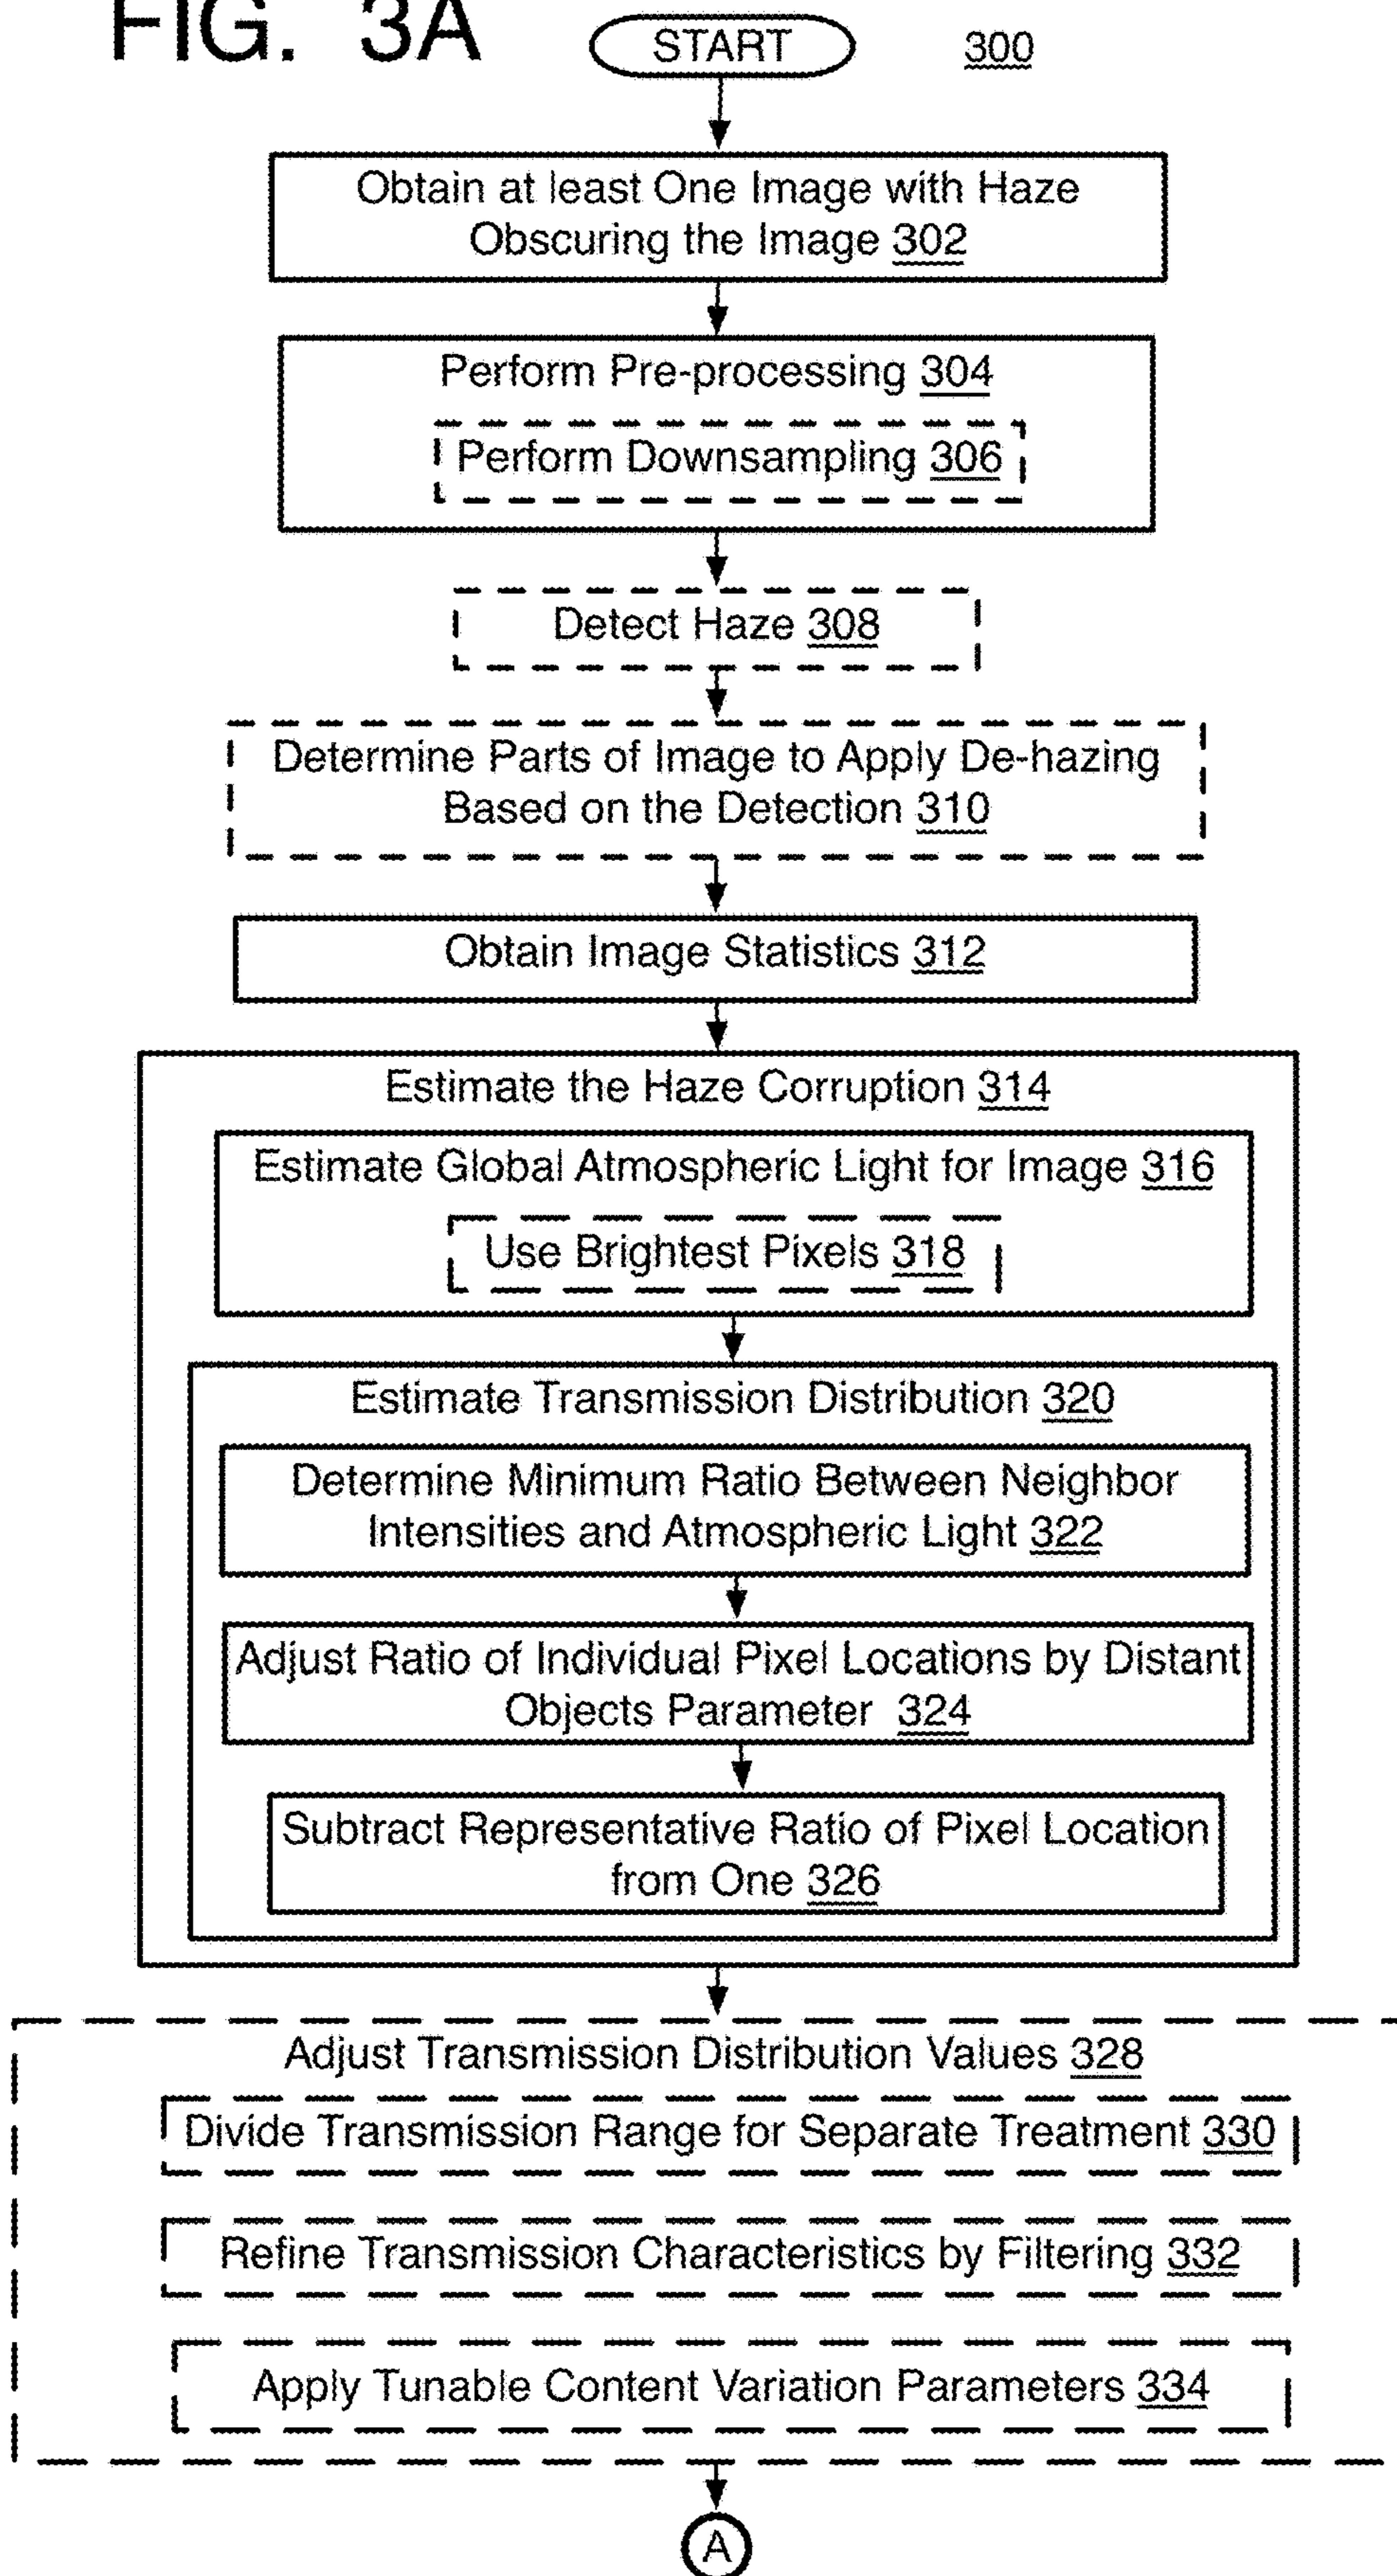 FIG. 3A
START
300
Obtain at least One Image with Haze
Obscuring the Image 302
Perform Pre-processing 304
Perform Downsampling 306
Detect Haze 308
Determine Parts of Image to Apply De-hazing
Based on the Detection 310
Obtain Image Statistics 312
Estimate the Haze Corruption 314
Estimate Global Atmospheric Light for Image 316
Use Brightest Pixels 318
Estimate Transmission Distribution 320
Determine Minimum Ratio Between Neighbor
Intensities and Atmospheric Light 322
Adjust Ratio of Individual Pixel Locations by Distant
Objects Parameter 324
Subtract Representative Ratio of Pixel Location
from One 326
Adjust Transmission Distribution Values 328
Divide Transmission Range for Separate Treatment 330
Refine Transmission Characteristics by Filtering 332
Apply Tunable Content Variation Parameters 334
A